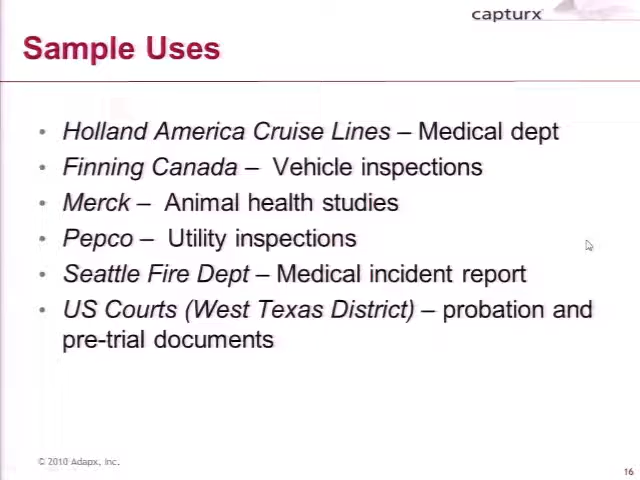 capturx
Sample Uses
• Holland America Cruise Lines – Medical dept
• Finning Canada – Vehicle inspections
• Merck – Animal health studies
• Pepco – Utility inspections
• Seattle Fire Dept – Medical incident report
• US Courts (West Texas District) – probation and
pre-trial documents
© 2010 Adapx, Inc.
16